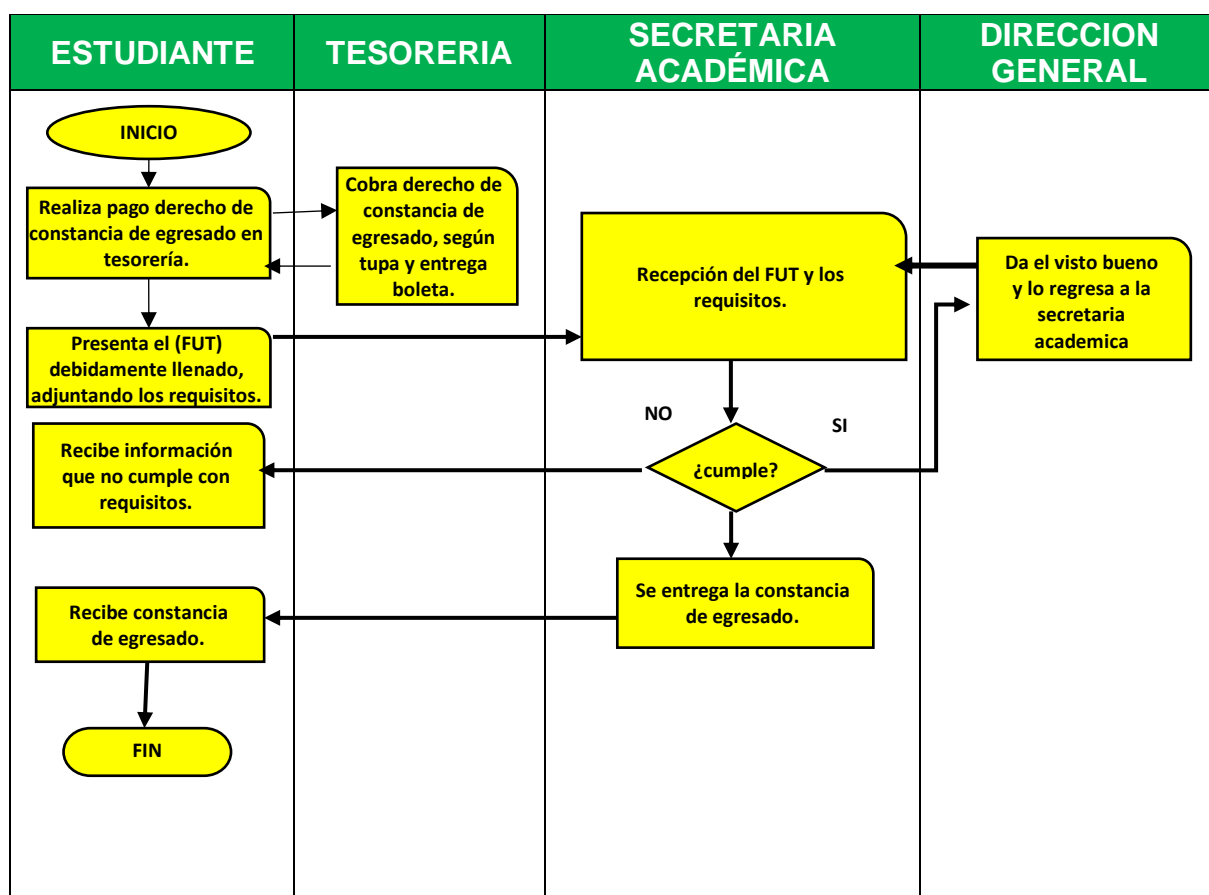 ESTUDIANTE
TESORERIA
SECRETARIA
ACADÉMICA
DIRECCION
GENERAL
INICIO
Realiza pago derecho de
constancia de egresado en
tesorería.
Cobra derecho de
constancia de
egresado, según
tupa y entrega
boleta.
Recepción del FUT y los
requisitos.
Da el visto bueno
y lo regresa a la
secretaria
academica
Presenta el (FUT)
debidamente llenado,
adjuntando los requisitos.
NO
SI
Recibe información
que no cumple con
requisitos.
¿cumple?
Se entrega la constancia
de egresado.
Recibe constancia
de egresado.
FIN